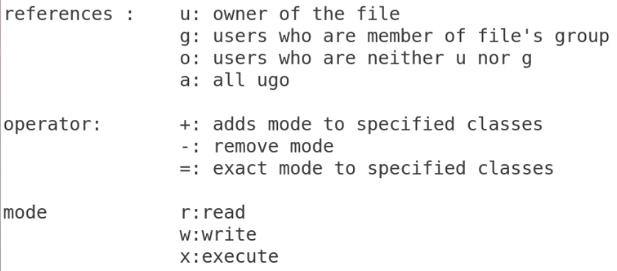 references :    u: owner of the file
                g: users who are member of file's group
                o: users who are neither u nor g
                a: all ugo
operator:       +: adds mode to specified classes
                -: remove mode
                =: exact mode to specified classes
mode            r:read
                w:write
                x:execute